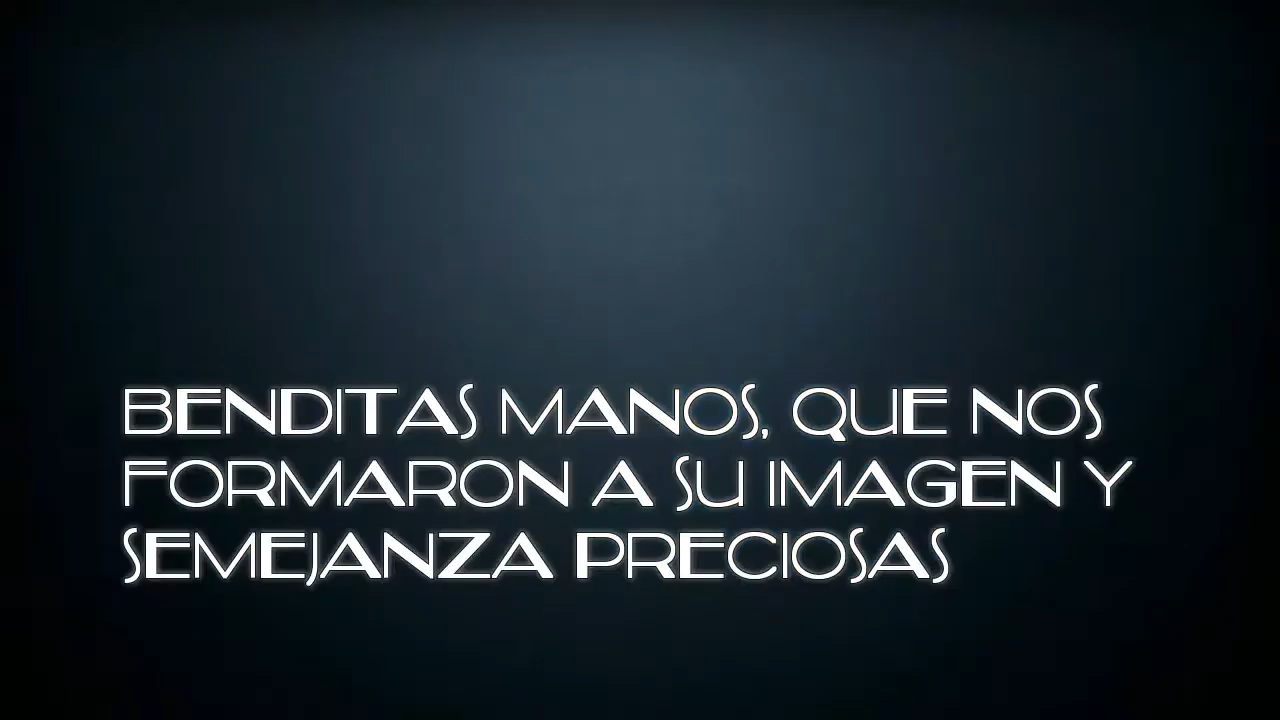 BENDITAS MANOS, QUE NOS
FORMARON A SU IMAGEN Y
SEMEJANZA PRECIOSAS